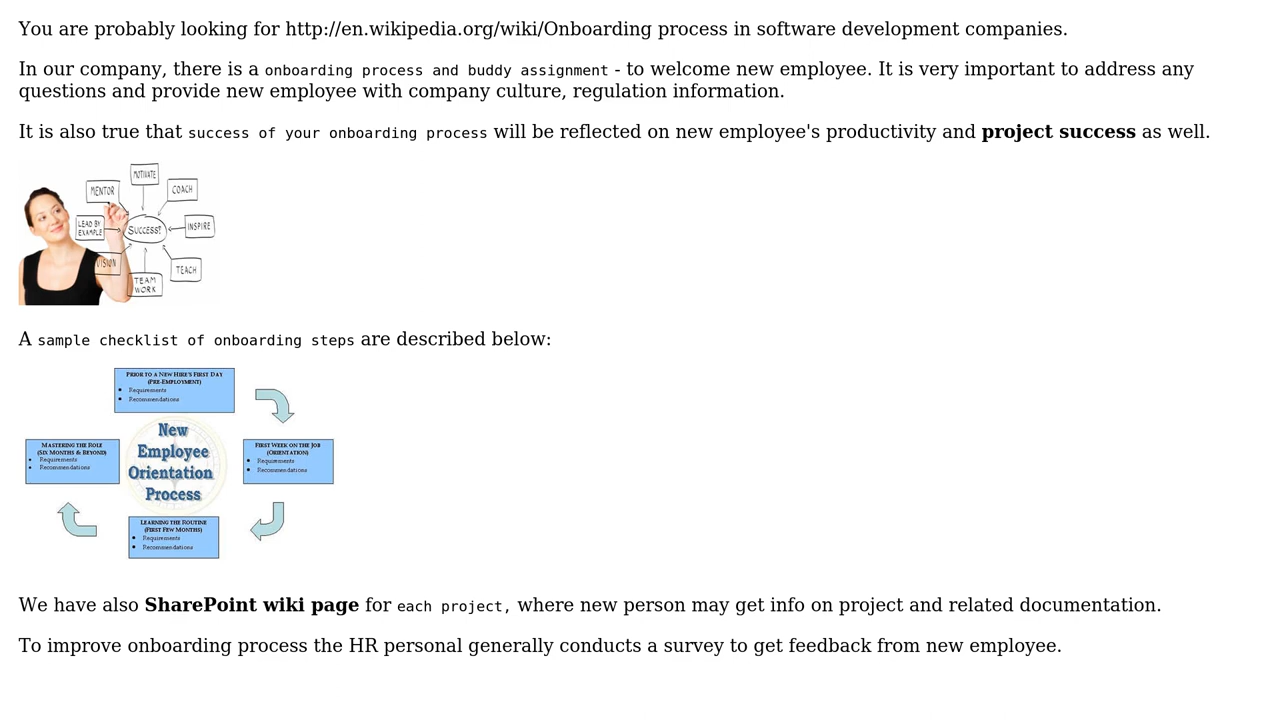 You are probably looking for http://en.wikipedia.org/wiki/Onboarding process in software development companies.
In our company, there is a onboarding process and buddy assignment - to welcome new employee. It is very important to address any
questions and provide new employee with company culture, regulation information.
It is also true that success of your onboarding process will be reflected on new employee's productivity and project success as well.
MOTIVATE
MENTOR
COACH
LEAD BY
EXAMPLE
SUCCESS!
INSPIRE
VISION
TEACH
TEAM
WORK
A sample checklist of onboarding steps are described below:
PRIOR TO A NEW HIRE'S FIRST DAY
(PRE-EMPLOYMENT)
• Requirements
• Recommendations
New
Employee
Orientation
Process
MASTERING THE ROLE
(SIX MONTHS & BEYOND)
• Requirements
• Recommendations
FIRST WEEK ON THE JOB
(ORIENTATION)
• Requirements
• Recommendations
LEARNING THE ROUTINE
(FIRST FEW MONTHS)
• Requirements
• Recommendations
We have also SharePoint wiki page for each project, where new person may get info on project and related documentation.
To improve onboarding process the HR personal generally conducts a survey to get feedback from new employee.